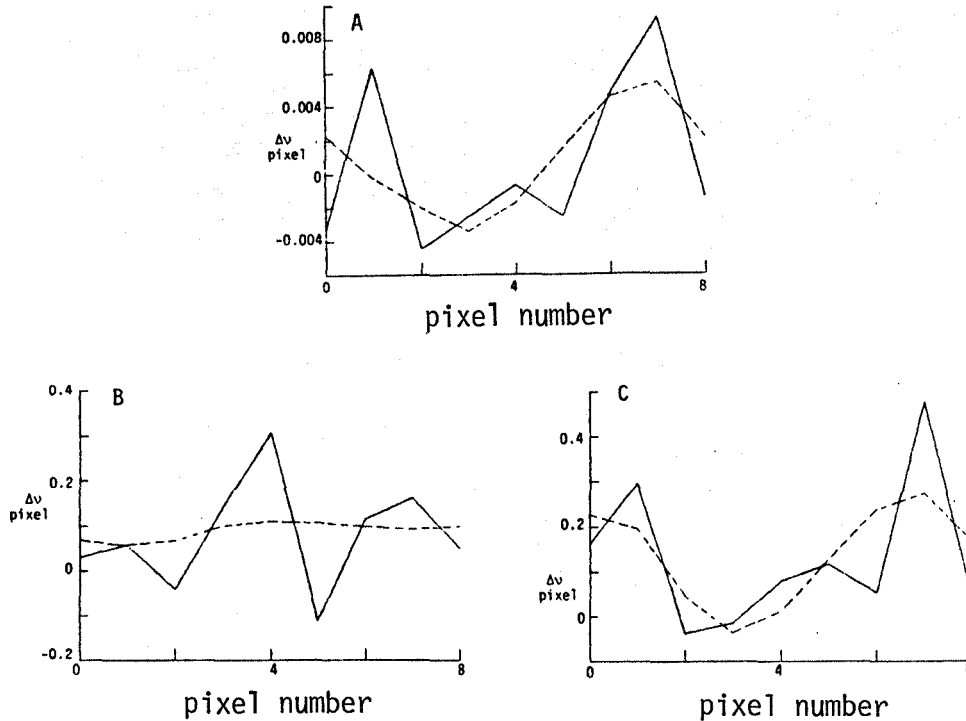 A
0.008
0.004
Δν
pixel
0
-0.004
0 4 8
pixel number
B
0.4
0.2
Δν
pixel
0
-0.2
0 4 8
pixel number
C
0.4
0.2
Δν
pixel
0
0 4
pixel number